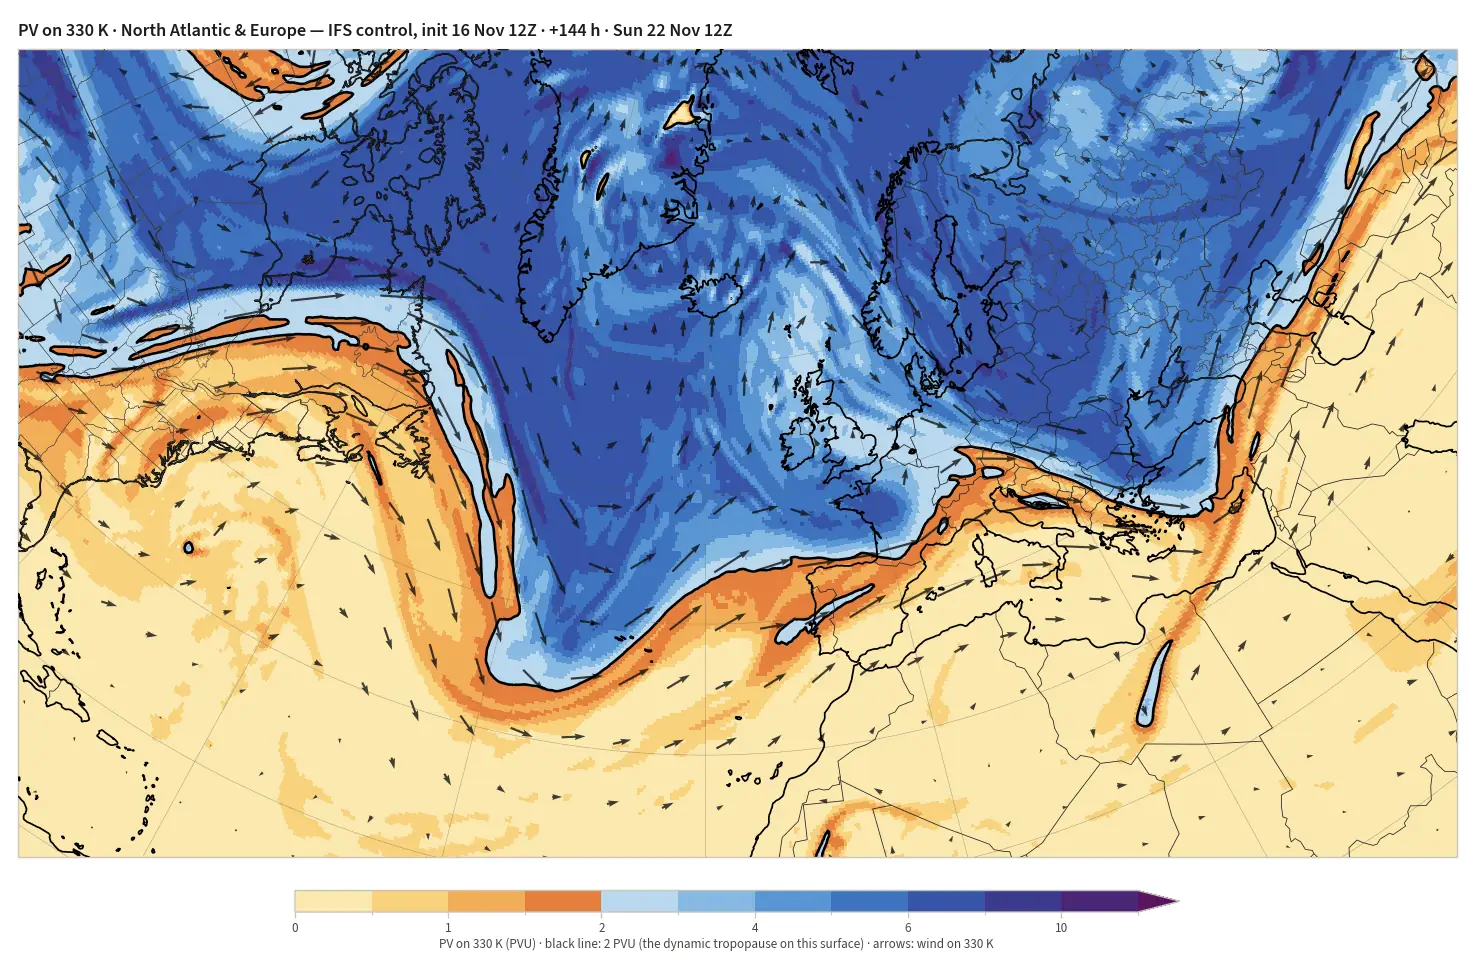 PV on 330 K · North Atlantic & Europe — IFS control, init 16 Nov 12Z · +144 h · Sun 22 Nov 12Z
0 1 2 4 6 10
PV on 330 K (PVU) · black line: 2 PVU (the dynamic tropopause on this surface) · arrows: wind on 330 K